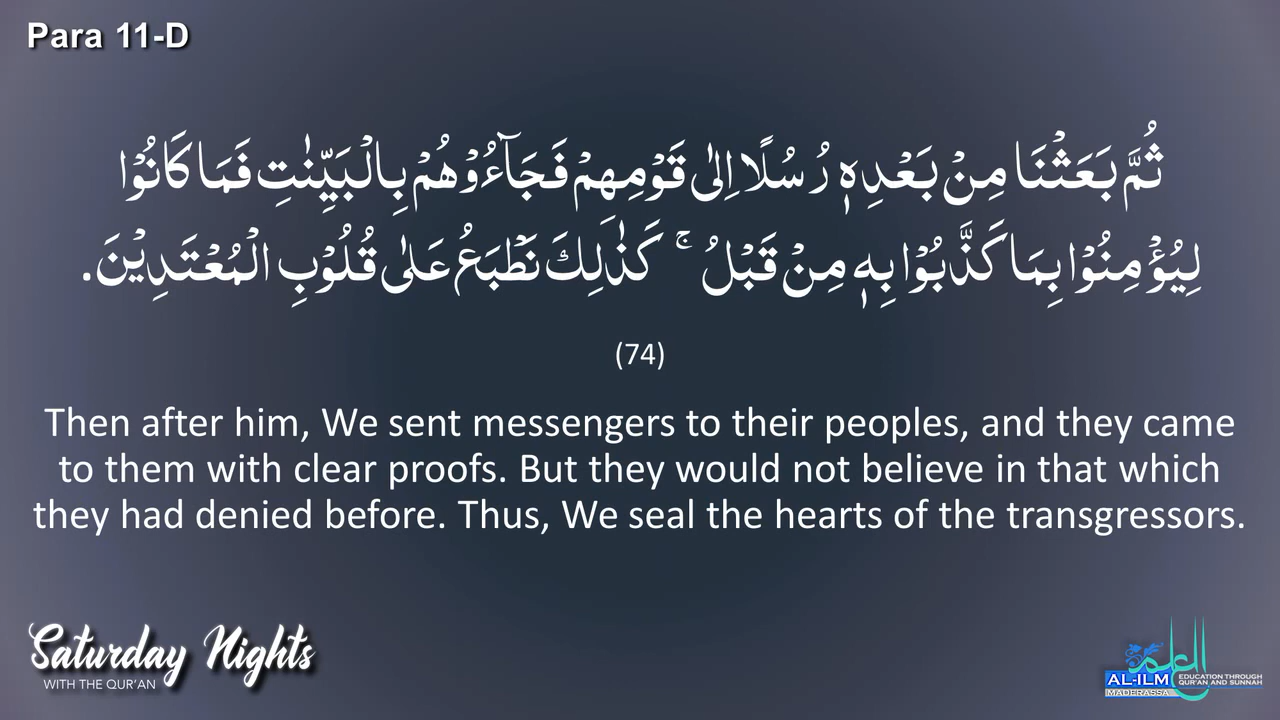 Para 11-D
ثُمَّ بَعَثْنَا مِنْۢ بَعْدِهٖ رُسُلًا اِلٰى قَوْمِهِمْ فَجَآءُوْهُمْ بِالْبَيِّنٰتِ فَمَا كَانُوْا
لِيُؤْمِنُوْا بِمَا كَذَّبُوْا بِهٖ مِنْ قَبْلُ ۚ كَذٰلِكَ نَطْبَعُ عَلٰى قُلُوْبِ الْمُعْتَدِيْنَ.
(74)
Then after him, We sent messengers to their peoples, and they came
to them with clear proofs. But they would not believe in that which
they had denied before. Thus, We seal the hearts of the transgressors.
Saturday Nights
WITH THE QUR'AN
العلم
AL-ILM
MADERASSA
EDUCATION THROUGH
QUR'AN AND SUNNAH